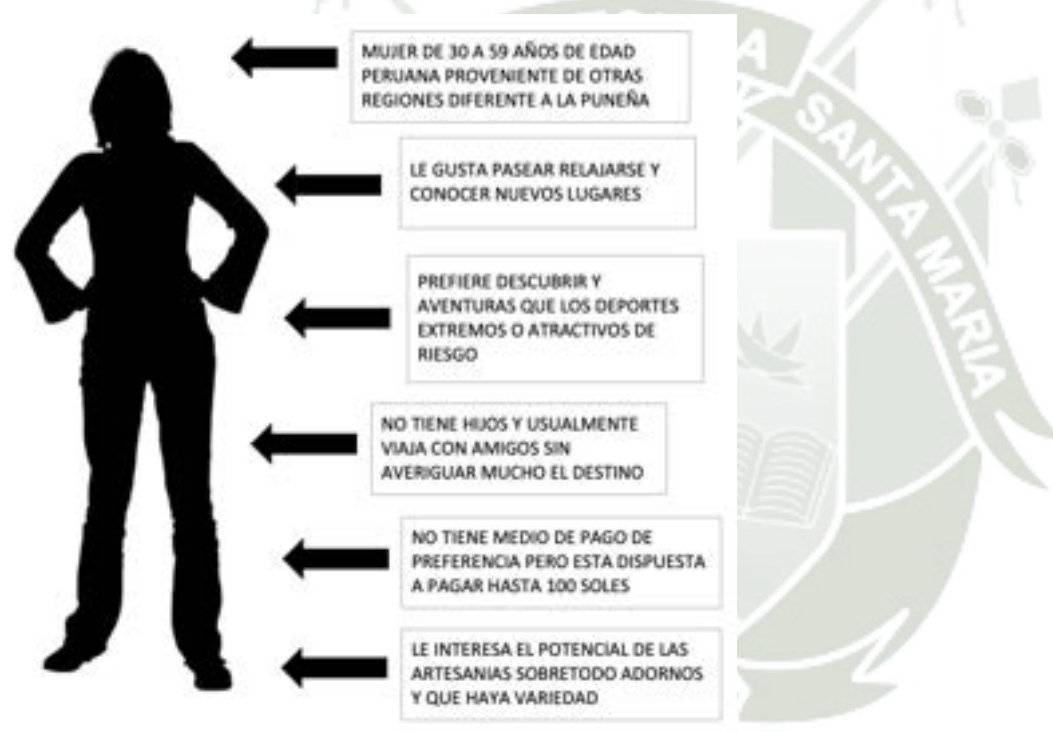 MUJER DE 30 A 59 AÑOS DE EDAD
PERUANA PROVENIENTE DE OTRAS
REGIONES DIFERENTE A LA PUNEÑA
LE GUSTA PASEAR RELAJARSE Y
CONOCER NUEVOS LUGARES
PREFIERE DESCUBRIR Y
AVENTURAS QUE LOS DEPORTES
EXTREMOS O ATRACTIVOS DE
RIESGO
NO TIENE HIJOS Y USUALMENTE
VIAJA CON AMIGOS SIN
AVERIGUAR MUCHO EL DESTINO
NO TIENE MEDIO DE PAGO DE
PREFERENCIA PERO ESTA DISPUESTA
A PAGAR HASTA 100 SOLES
LE INTERESA EL POTENCIAL DE LAS
ARTESANIAS SOBRETODO ADORNOS
Y QUE HAYA VARIEDAD
SANTA MARIA